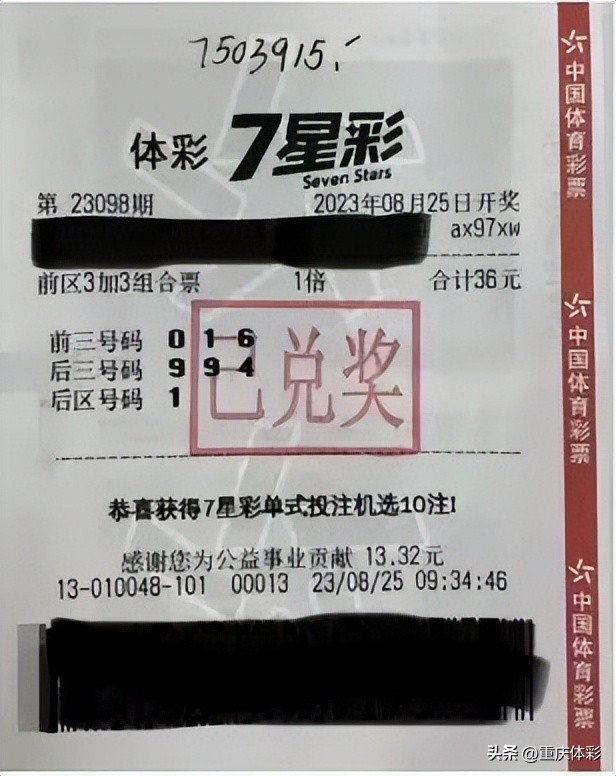 7503915.
体彩 7星彩
Seven Stars
第 23098期 2023年08月25日开奖
ax97xw
前区3加3组合票 1倍 合计36元
前三号码 0 1 6
后三号码 9 9 4
后区号码 1
已兑奖
恭喜获得7星彩单式投注机选10注!
感谢您为公益事业贡献 13.32元
13-010048-101 00013 23/08/25 09:34:46
中国体育彩票
中国体育彩票
中国体育彩票
头条 @重庆体彩